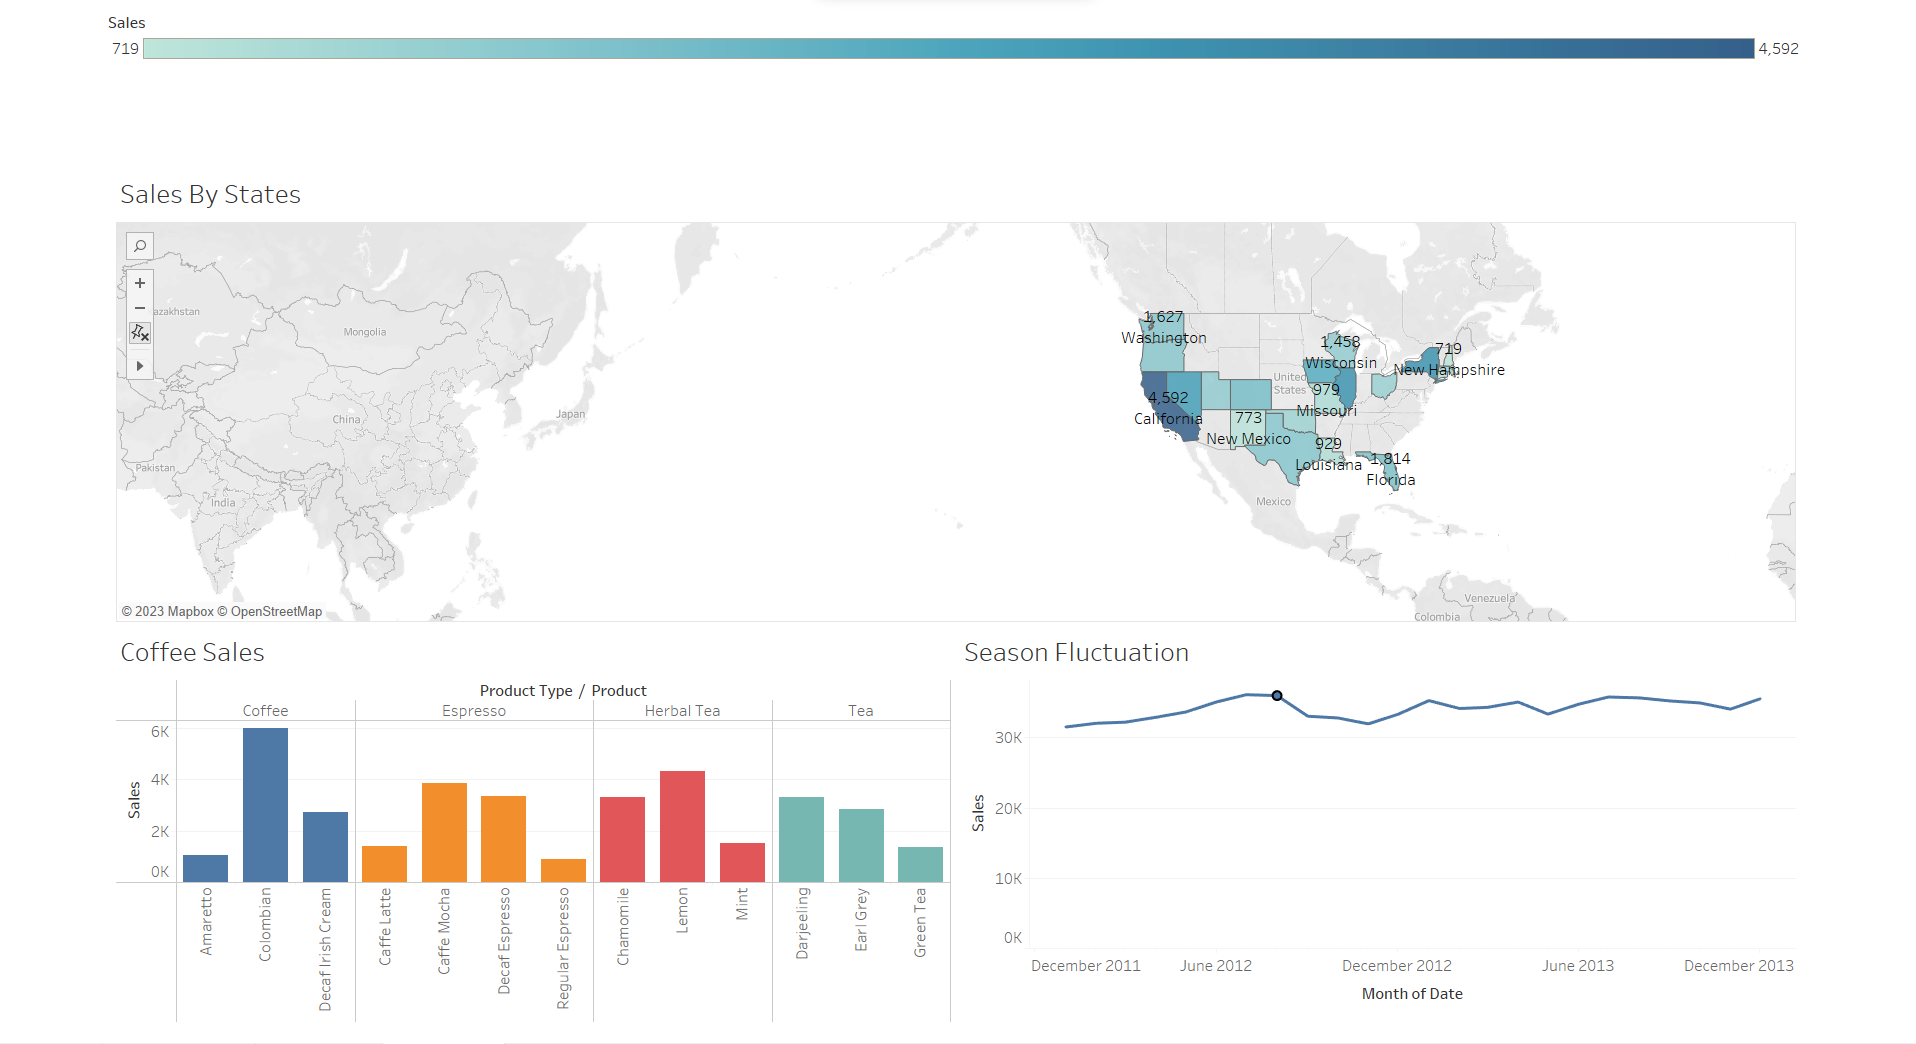 Sales
719
4,592
Sales By States
azakhstan
Mongolia
China
Japan
Pakistan
India
1,627
Washington
1,458
Wisconsin
719
New Hampshire
United
States
979
Missouri
4,592
California
773
New Mexico
929
Louisiana
1,814
Florida
Mexico
Venezuela
Colombia
© 2023 Mapbox © OpenStreetMap
Coffee Sales
Product Type / Product
Coffee
Espresso
Herbal Tea
Tea
6K
4K
2K
0K
Sales
Amaretto
Colombian
Decaf Irish Cream
Caffe Latte
Caffe Mocha
Decaf Espresso
Regular Espresso
Chamomile
Lemon
Mint
Darjeeling
Earl Grey
Green Tea
Season Fluctuation
30K
20K
10K
0K
Sales
December 2011
June 2012
December 2012
June 2013
December 2013
Month of Date